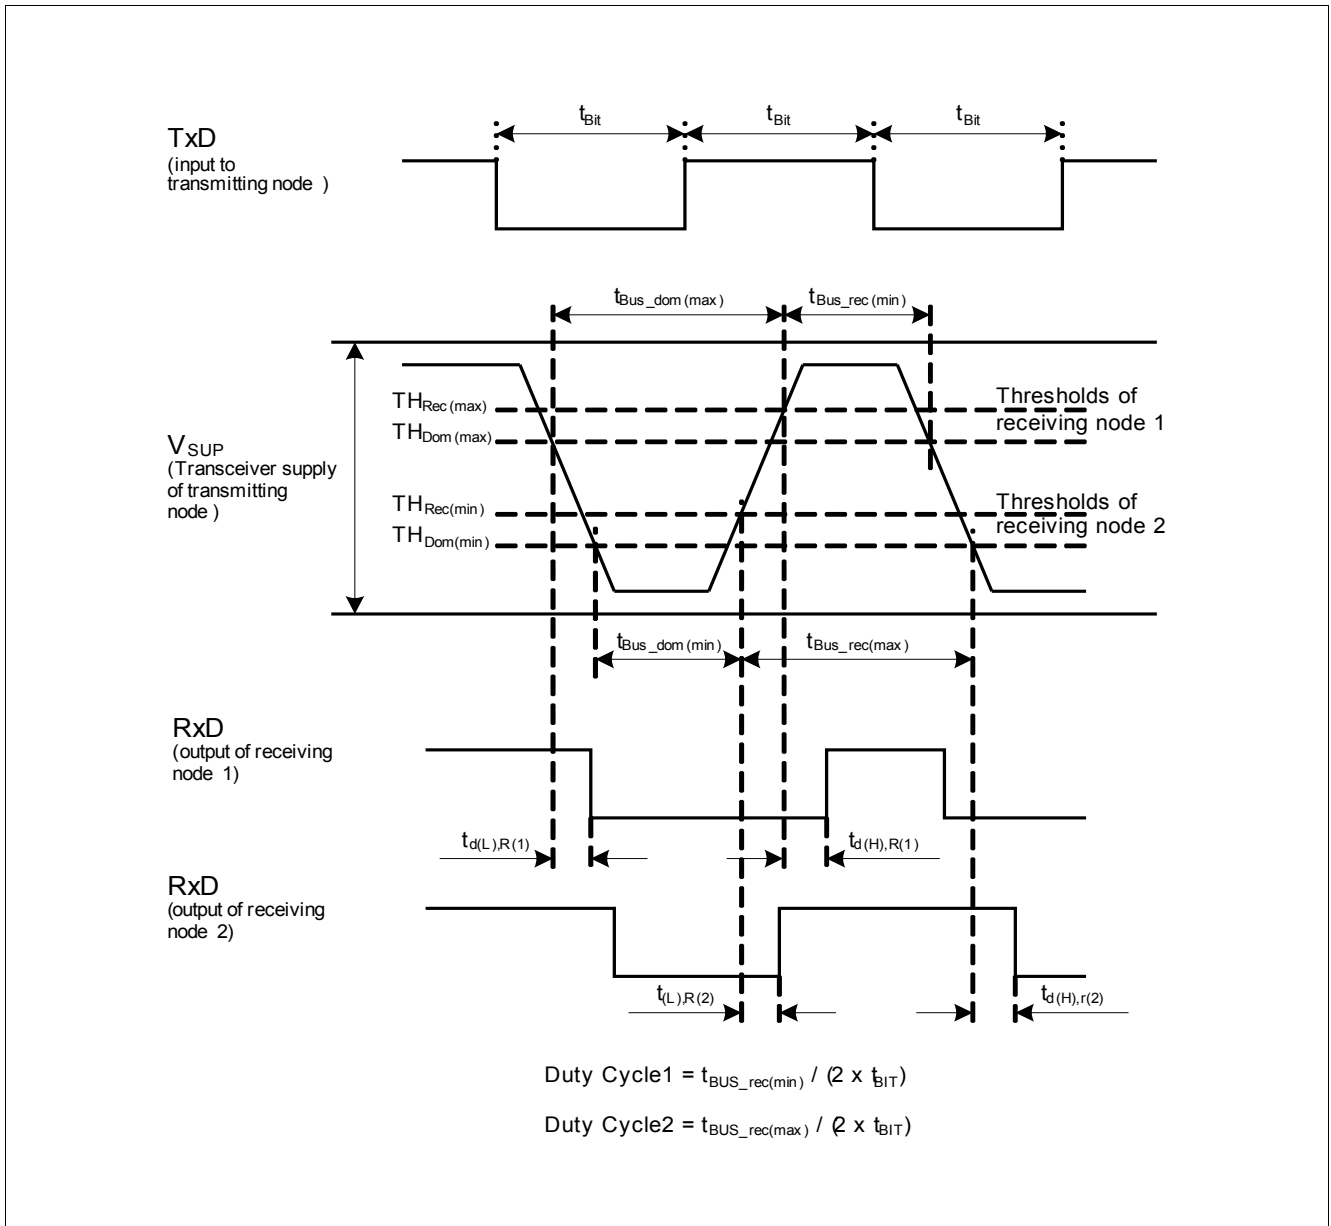 t_Bit t_Bit t_Bit
TxD
(input to
transmitting node )
t_Bus_dom(max) t_Bus_rec(min)
TH_Rec(max)
TH_Dom(max)
Thresholds of
receiving node 1
V_SUP
(Transceiver supply
of transmitting
node)
TH_Rec(min)
TH_Dom(min)
Thresholds of
receiving node 2
t_Bus_dom(min) t_Bus_rec(max)
RxD
(output of receiving
node 1)
t_d(L),R(1) t_d(H),R(1)
RxD
(output of receiving
node 2)
t_(L),R(2) t_d(H),r(2)
Duty Cycle1 = t_BUS_rec(min) / (2 x t_BIT)
Duty Cycle2 = t_BUS_rec(max) / (2 x t_BIT)